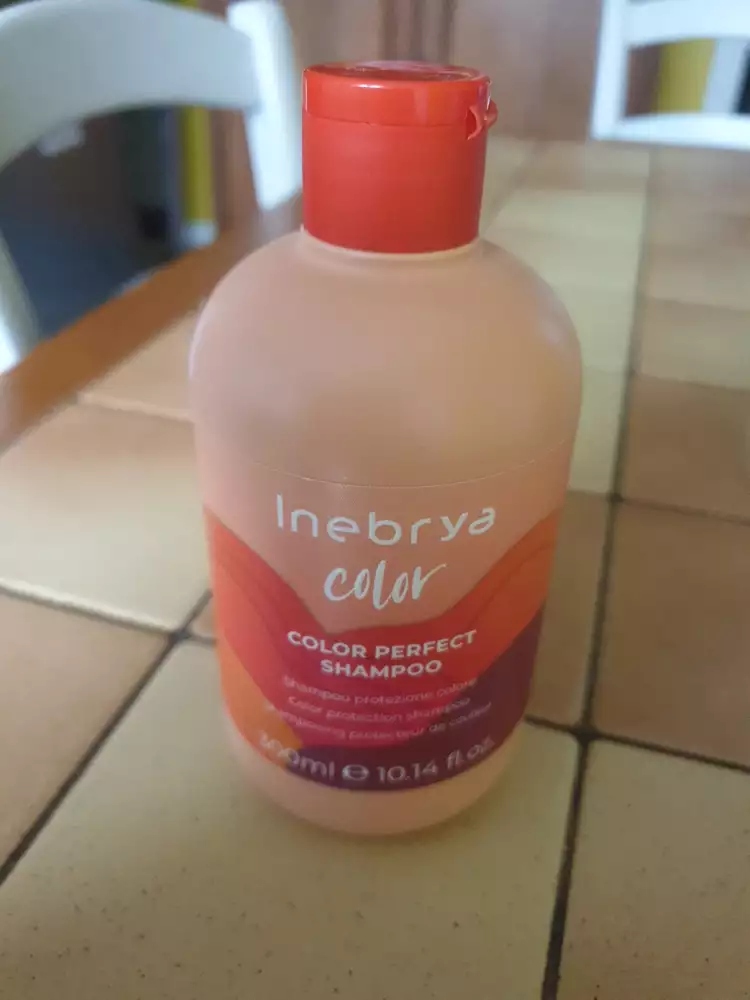 Inebrya
color
COLOR PERFECT
SHAMPOO
Shampoo protezione colore
Color protection shampoo
Shampooing protecteur de couleur
300ml ℮ 10.14 fl.oz.